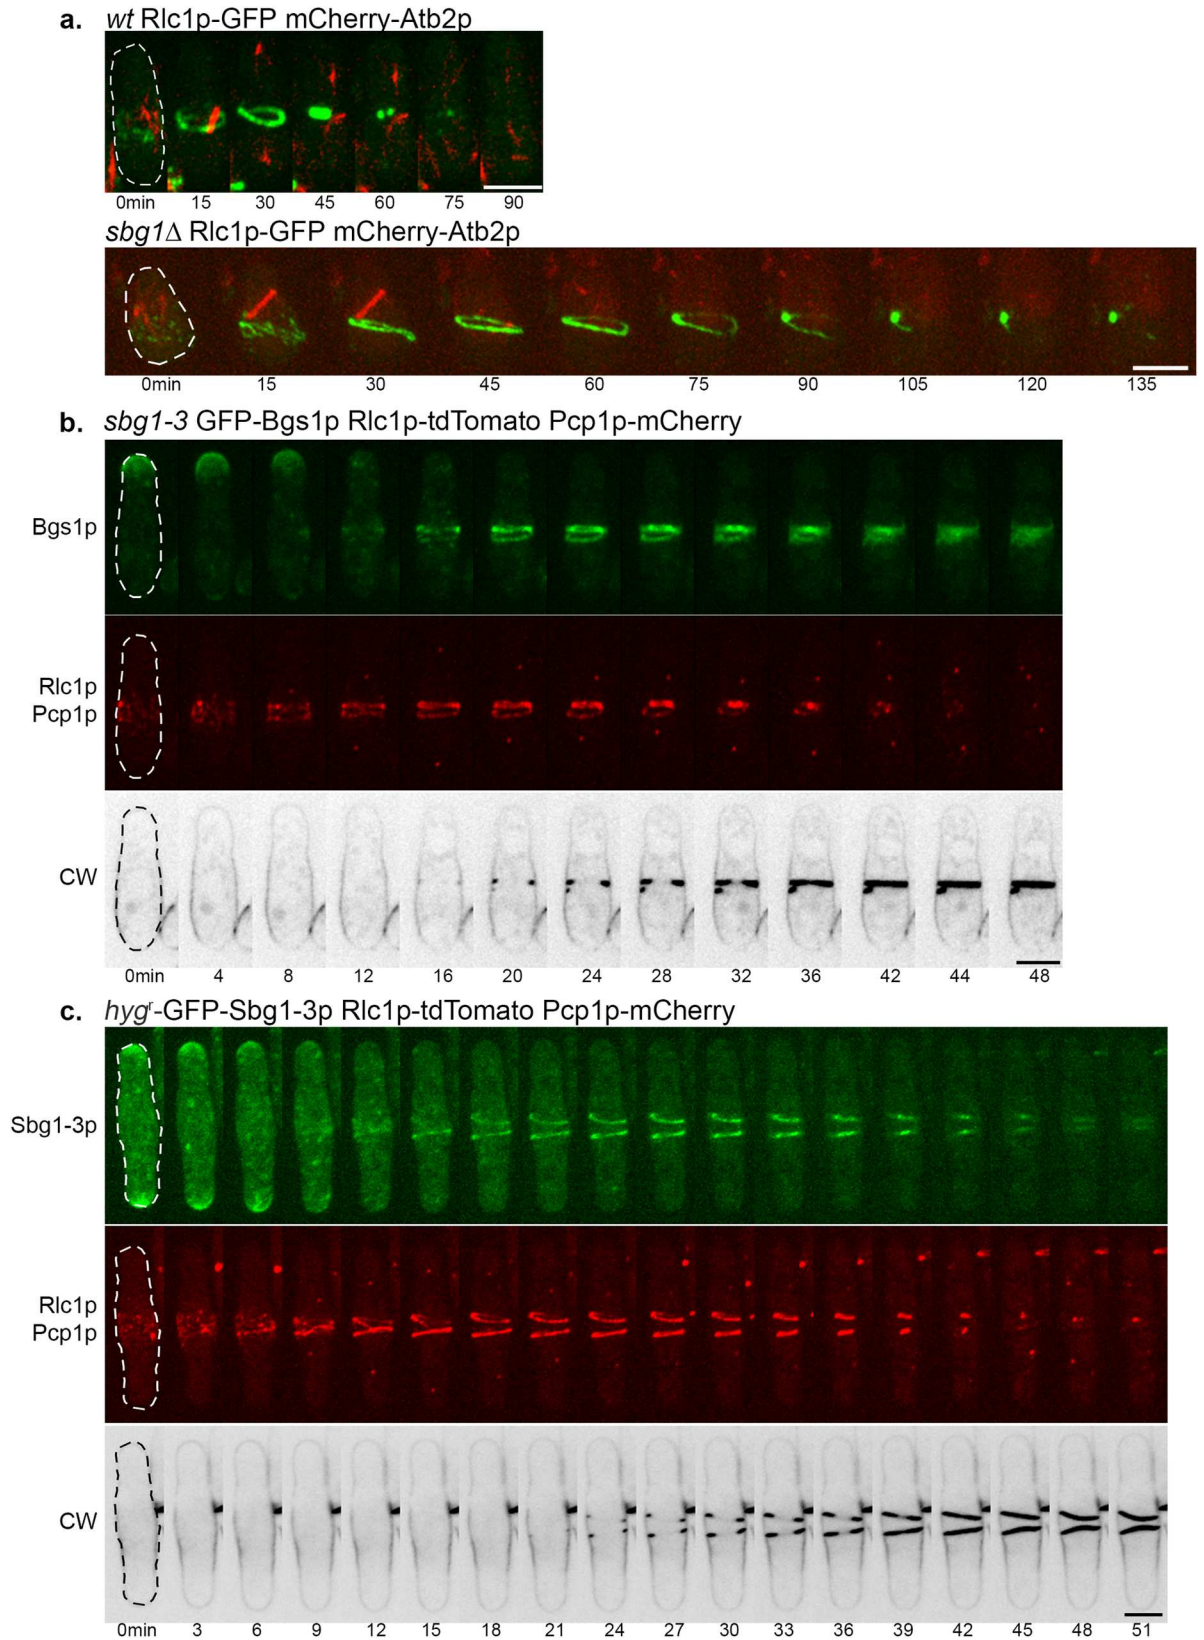 a. wt Rlc1p-GFP mCherry-Atb2p
0min 15 30 45 60 75 90
sbg1Δ Rlc1p-GFP mCherry-Atb2p
0min 15 30 45 60 75 90 105 120 135
b. sbg1-3 GFP-Bgs1p Rlc1p-tdTomato Pcp1p-mCherry
Bgs1p
Rlc1p
Pcp1p
CW
0min 4 8 12 16 20 24 28 32 36 42 44 48
c. hygʳ-GFP-Sbg1-3p Rlc1p-tdTomato Pcp1p-mCherry
Sbg1-3p
Rlc1p
Pcp1p
CW
0min 3 6 9 12 15 18 21 24 27 30 33 36 39 42 45 48 51